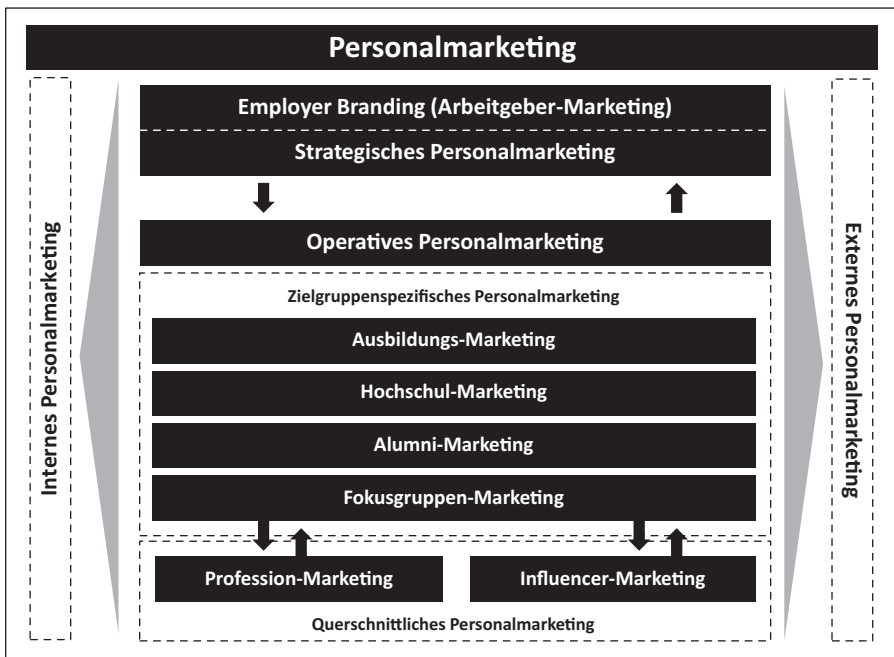 Personalmarketing
Internes Personalmarketing
Employer Branding (Arbeitgeber-Marketing)
Strategisches Personalmarketing
Operatives Personalmarketing
Zielgruppenspezifisches Personalmarketing
Ausbildungs-Marketing
Hochschul-Marketing
Alumni-Marketing
Fokusgruppen-Marketing
Profession-Marketing
Influencer-Marketing
Querschnittliches Personalmarketing
Externes Personalmarketing